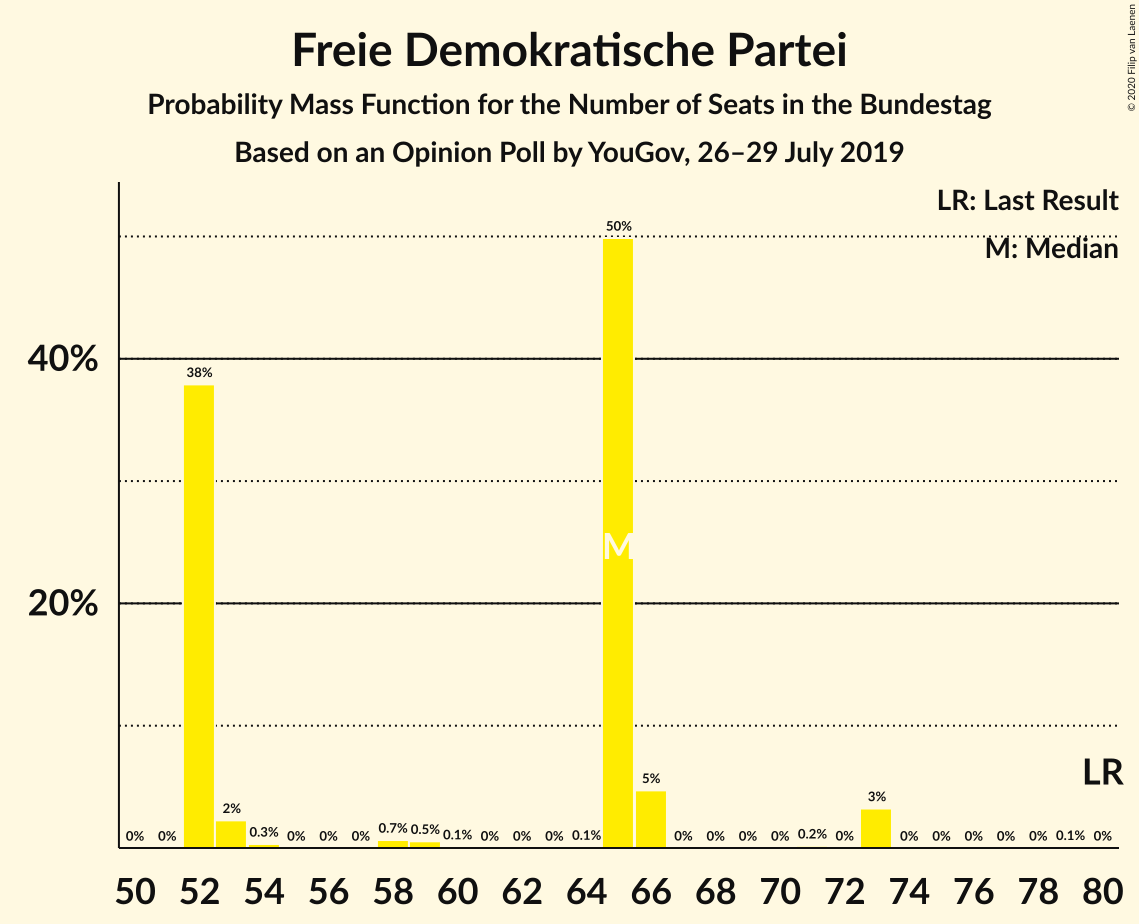 Freie Demokratische Partei
Probability Mass Function for the Number of Seats in the Bundestag
Based on an Opinion Poll by YouGov, 26–29 July 2019
© 2020 Filip van Laenen
LR: Last Result
M: Median
40%
20%
0% 0% 38% 2% 0.3% 0% 0% 0% 0.7% 0.5% 0.1% 0% 0% 0% 0.1% 50% 5% 0% 0% 0% 0% 0.2% 0% 3% 0% 0% 0% 0% 0% 0.1% 0%
M
LR
50 52 54 56 58 60 62 64 66 68 70 72 74 76 78 80